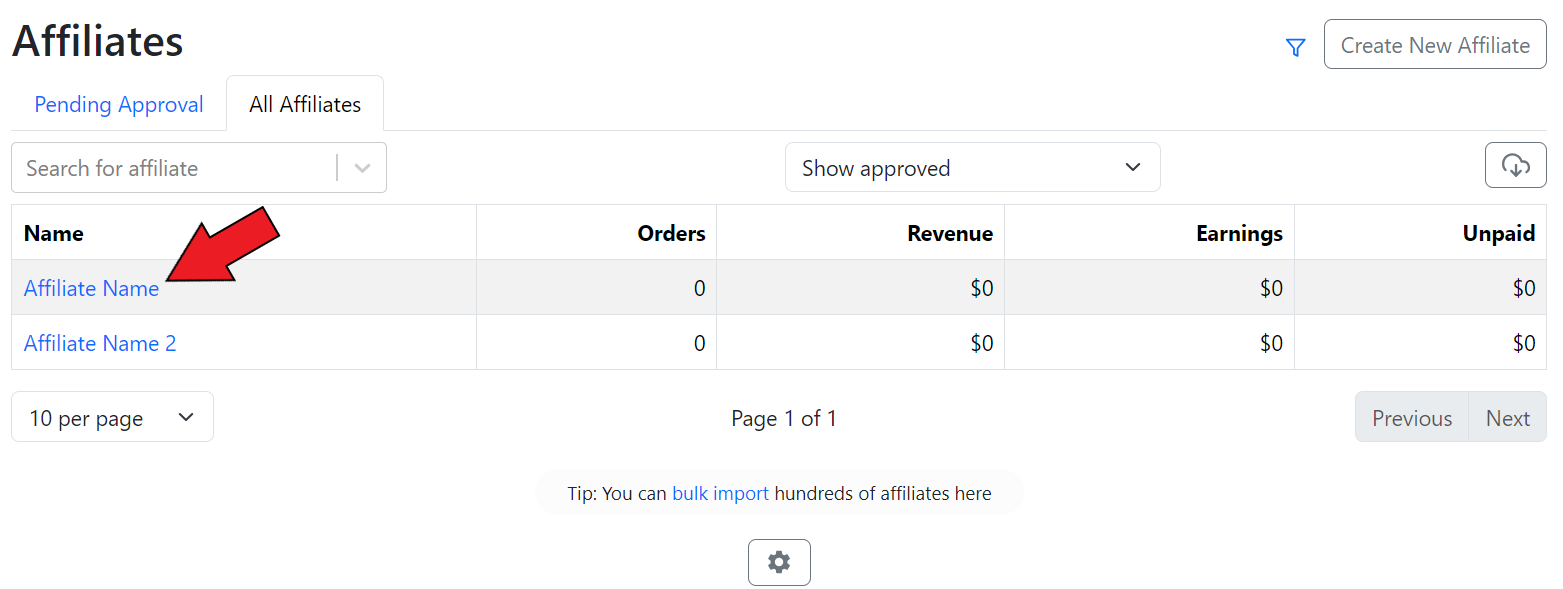 Affiliates
Create New Affiliate
Pending Approval All Affiliates
Search for affiliate Show approved
Name Orders Revenue Earnings Unpaid
Affiliate Name 0 $0 $0 $0
Affiliate Name 2 0 $0 $0 $0
10 per page Page 1 of 1 Previous Next
Tip: You can bulk import hundreds of affiliates here